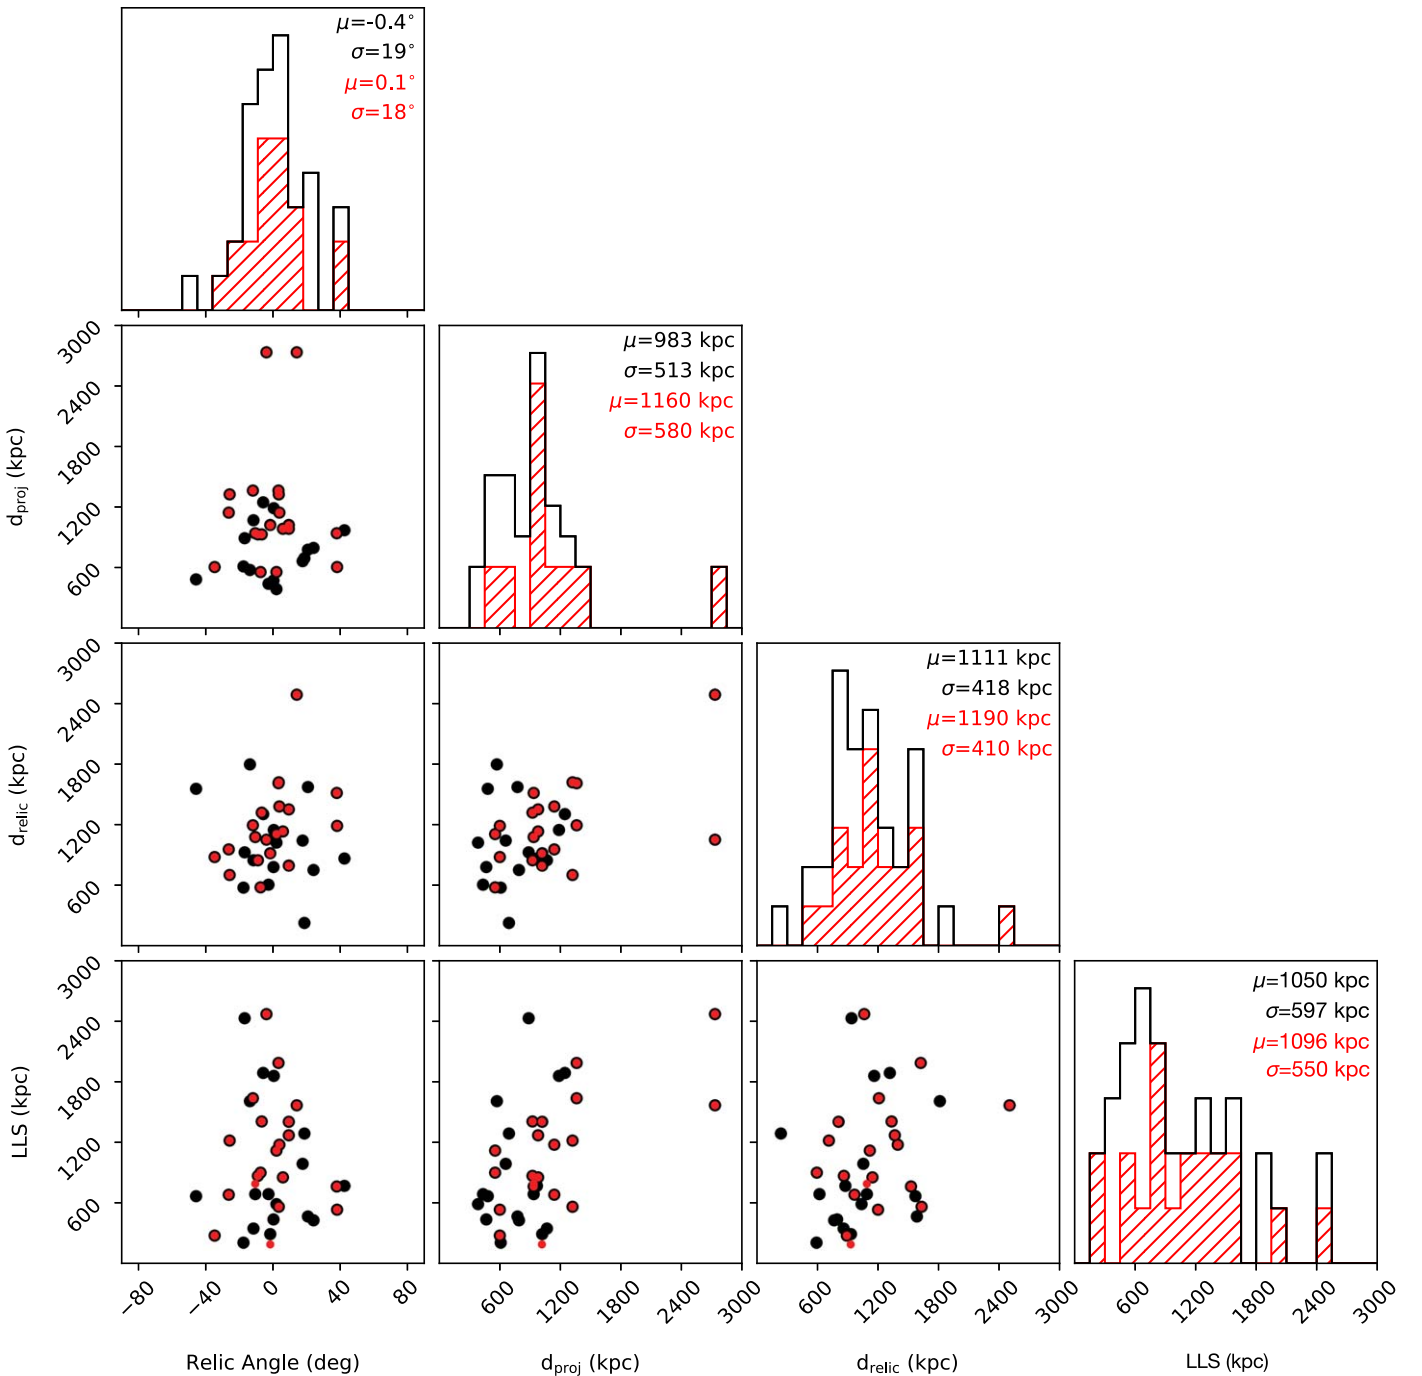 μ=-0.4°
σ=19°
μ=0.1°
σ=18°
3000
2400
1800
1200
600
d_proj (kpc)
μ=983 kpc
σ=513 kpc
μ=1160 kpc
σ=580 kpc
3000
2400
1800
1200
600
d_relic (kpc)
μ=1111 kpc
σ=418 kpc
μ=1190 kpc
σ=410 kpc
3000
2400
1800
1200
600
LLS (kpc)
μ=1050 kpc
σ=597 kpc
μ=1096 kpc
σ=550 kpc
−80 −40 0 40 80
600 1200 1800 2400 3000
600 1200 1800 2400 3000
600 1200 1800 2400 3000
Relic Angle (deg)
d_proj (kpc)
d_relic (kpc)
LLS (kpc)